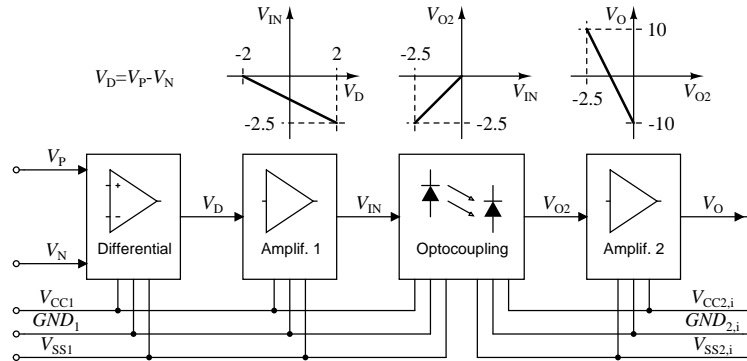 V_IN V_O2 V_O
-2 2 -2.5 10
V_D=V_P-V_N
V_D V_IN -2.5 V_O2
-2.5 -2.5 -10
V_P
+
−
V_D V_IN V_O2 V_O
V_N Differential Amplif. 1 Optocoupling Amplif. 2
V_CC1 V_CC2,i
GND_1 GND_2,i
V_SS1 V_SS2,i